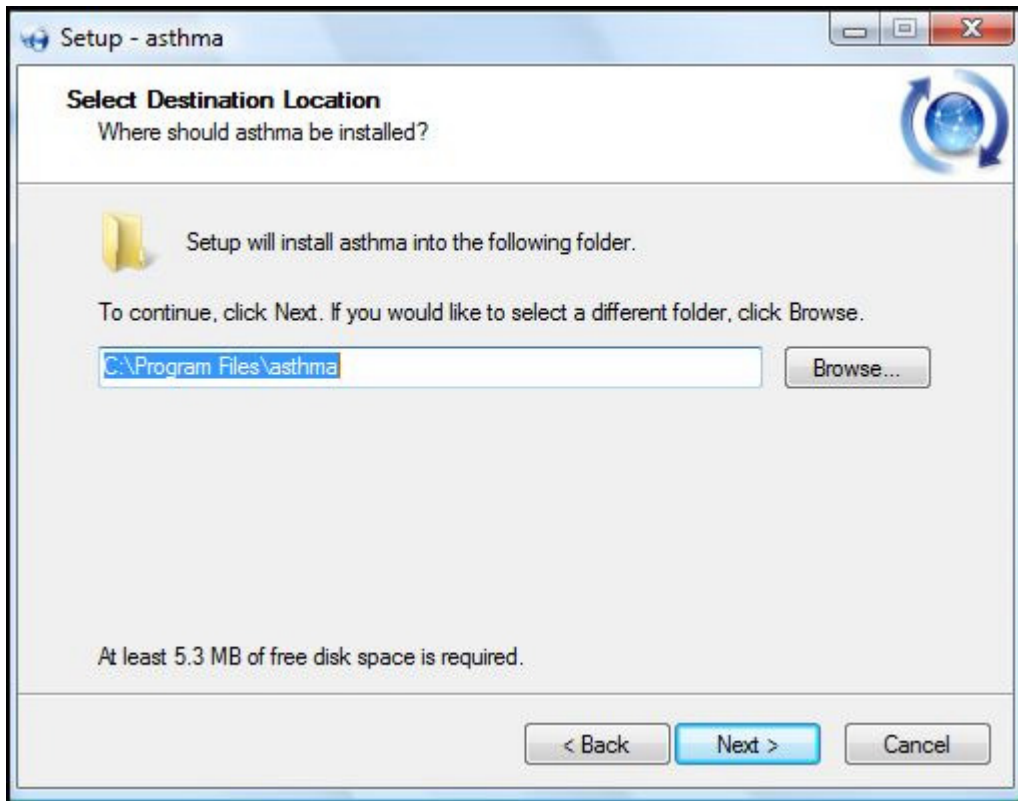 Setup - asthma
Select Destination Location
Where should asthma be installed?
Setup will install asthma into the following folder.
To continue, click Next. If you would like to select a different folder, click Browse.
C:\Program Files\asthma
Browse...
At least 5.3 MB of free disk space is required.
< Back
Next >
Cancel